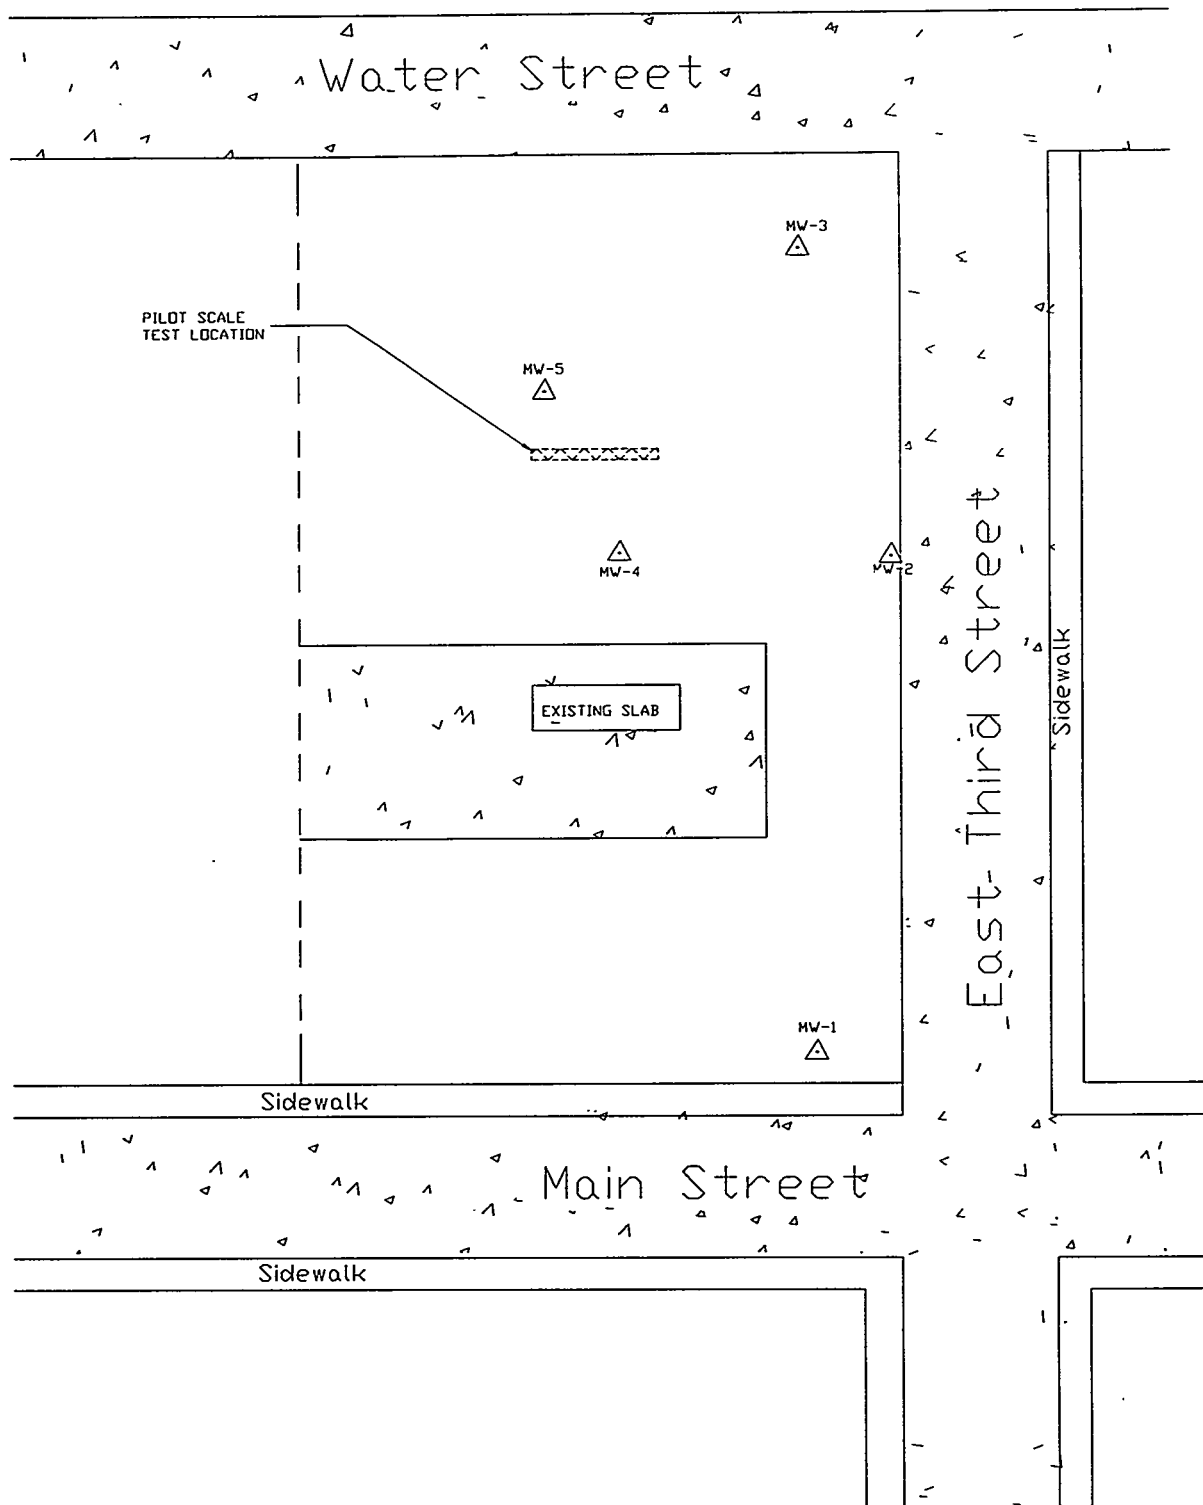 Water Street
MW-3
PILOT SCALE
TEST LOCATION
MW-5
MW-4
MW-2
East Third Street
Sidewalk
EXISTING SLAB
MW-1
Sidewalk
Main Street
Sidewalk